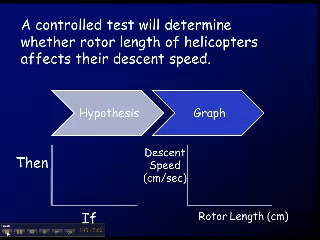 A controlled test will determine
whether rotor length of helicopters
affects their descent speed.
Hypothesis
Graph
Then
If
Descent
Speed
(cm/sec)
Rotor Length (cm)